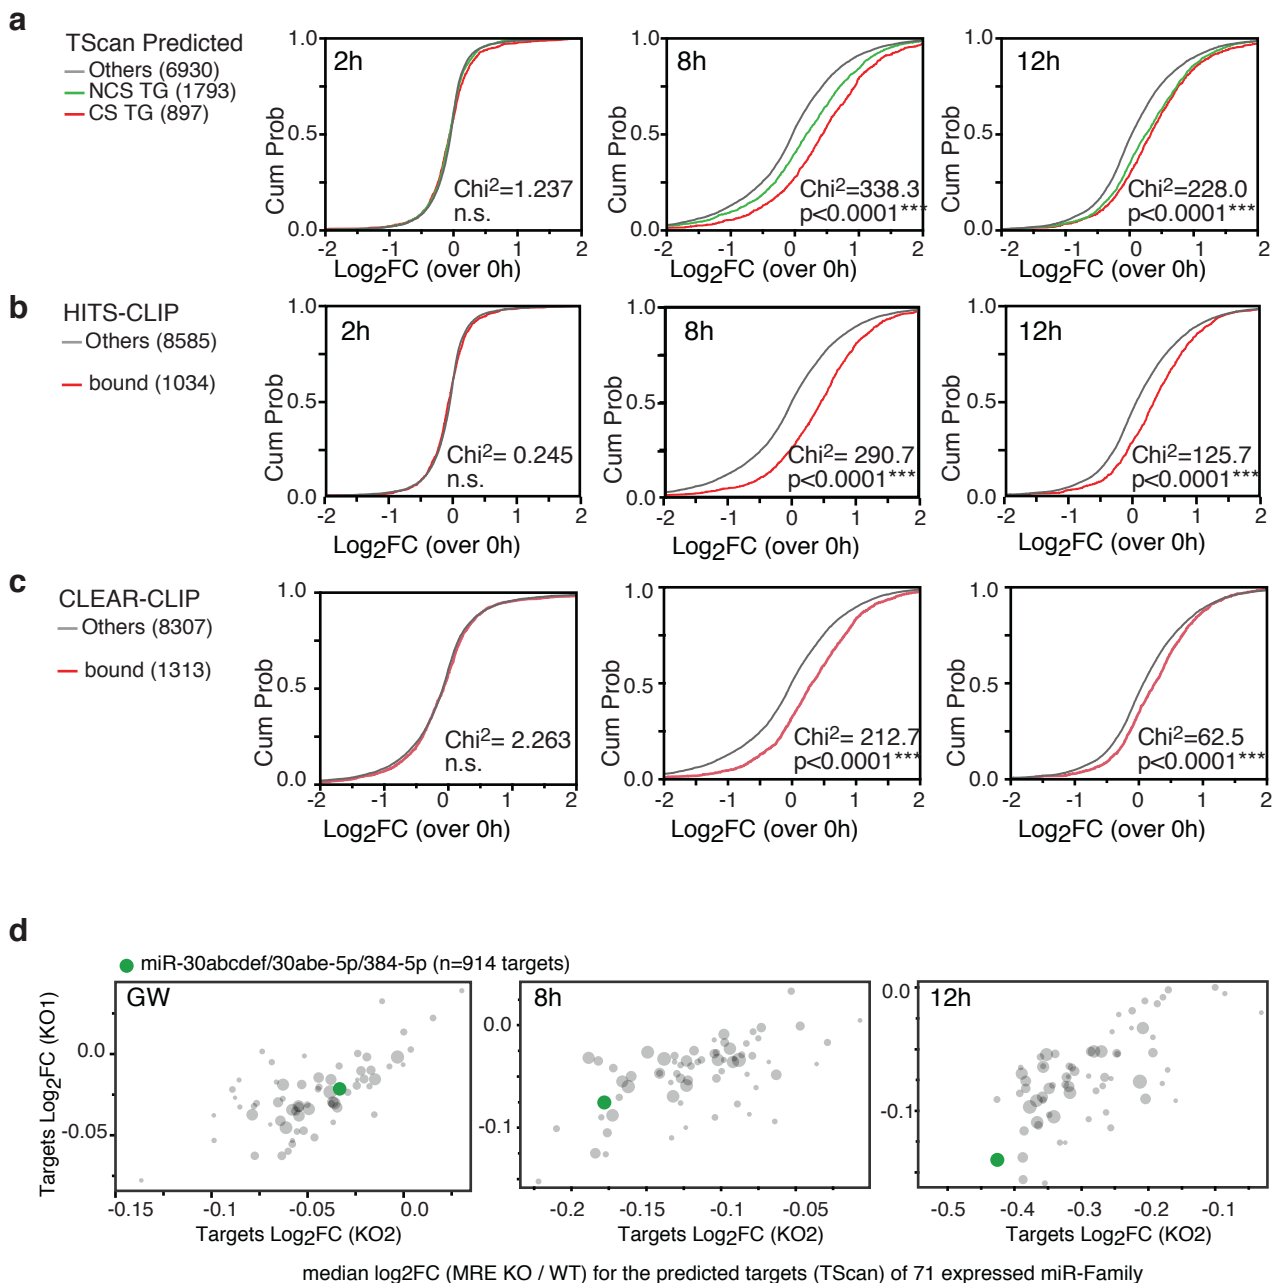 a
TScan Predicted
Others (6930)
NCS TG (1793)
CS TG (897)
2h
Cum Prob
1.0
0.5
0.0
Chi²=1.237
n.s.
-2 -1 0 1 2
Log₂FC (over 0h)
8h
Cum Prob
1.0
0.5
0.0
Chi²=338.3
p<0.0001***
-2 -1 0 1 2
Log₂FC (over 0h)
12h
Cum Prob
1.0
0.5
0.0
Chi²=228.0
p<0.0001***
-2 -1 0 1 2
Log₂FC (over 0h)
b
HITS-CLIP
Others (8585)
bound (1034)
2h
Cum Prob
1.0
0.5
0.0
Chi²= 0.245
n.s.
-2 -1 0 1 2
Log₂FC (over 0h)
8h
Cum Prob
1.0
0.5
0.0
Chi²= 290.7
p<0.0001***
-2 -1 0 1 2
Log₂FC (over 0h)
12h
Cum Prob
1.0
0.5
0.0
Chi²=125.7
p<0.0001***
-2 -1 0 1 2
Log₂FC (over 0h)
c
CLEAR-CLIP
Others (8307)
bound (1313)
Cum Prob
1.0
0.5
0.0
Chi²= 2.263
n.s.
-2 -1 0 1 2
Log₂FC (over 0h)
Cum Prob
1.0
0.5
0.0
Chi²= 212.7
p<0.0001***
-2 -1 0 1 2
Log₂FC (over 0h)
Cum Prob
1.0
0.5
0.0
Chi²=62.5
p<0.0001***
-2 -1 0 1 2
Log₂FC (over 0h)
d
miR-30abcdef/30abe-5p/384-5p (n=914 targets)
GW
Targets Log₂FC (KO1)
0.0
-0.05
-0.15 -0.1 -0.05 0.0
Targets Log₂FC (KO2)
8h
0.0
-0.1
-0.2 -0.15 -0.1 -0.05
Targets Log₂FC (KO2)
12h
0.0
-0.1
-0.5 -0.4 -0.3 -0.2 -0.1
Targets Log₂FC (KO2)
median log2FC (MRE KO / WT) for the predicted targets (TScan) of 71 expressed miR-Family